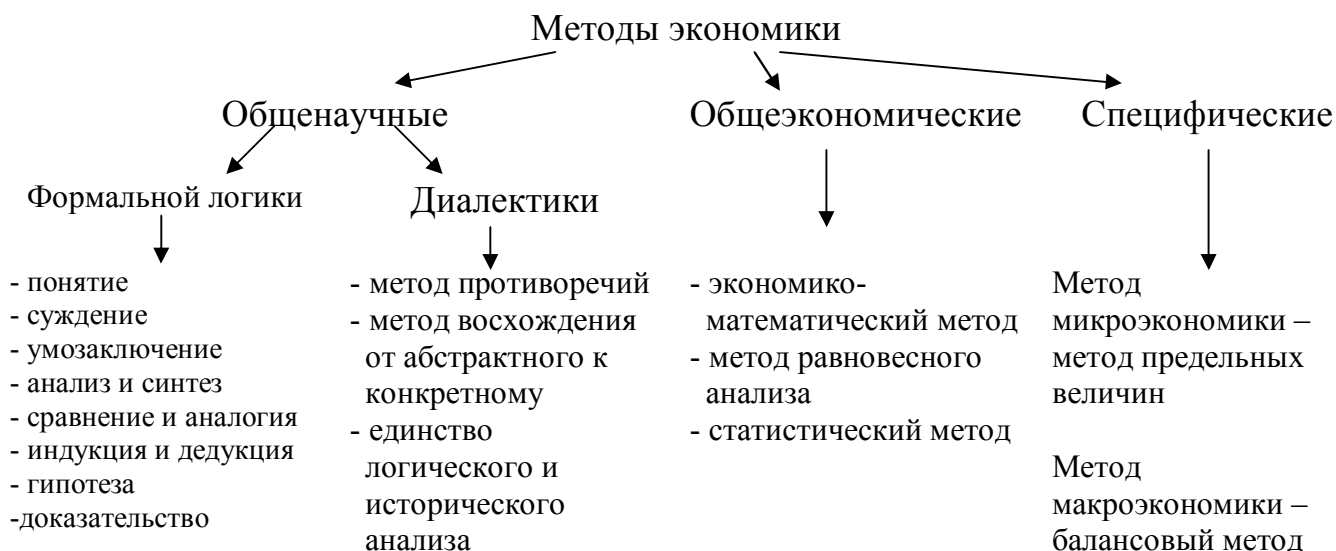 Методы экономики
Общенаучные
Общеэкономические
Специфические
Формальной логики
Диалектики
- понятие
- суждение
- умозаключение
- анализ и синтез
- сравнение и аналогия
- индукция и дедукция
- гипотеза
-доказательство
- метод противоречий
- метод восхождения
от абстрактного к
конкретному
- единство
логического и
исторического
анализа
- экономико-
математический метод
- метод равновесного
анализа
- статистический метод
Метод
микроэкономики –
метод предельных
величин
Метод
макроэкономики –
балансовый метод